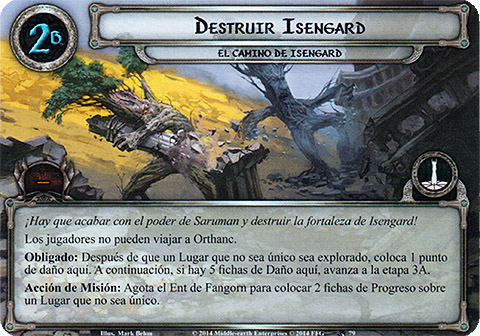 2B
Destruir Isengard
El Camino de Isengard
¡Hay que acabar con el poder de Saruman y destruir la fortaleza de Isengard!
Los jugadores no pueden viajar a Orthanc.
Obligado: Después de que un Lugar que no sea único sea explorado, coloca 1 punto
de daño aquí. A continuación, si hay 5 fichas de Daño aquí, avanza a la etapa 3A.
Acción de Misión: Agota el Ent de Fangorn para colocar 2 fichas de Progreso sobre
un Lugar que no sea único.
Illus. Mark Behm
© 2014 Middle-earth Enterprises © 2014 FFG
79